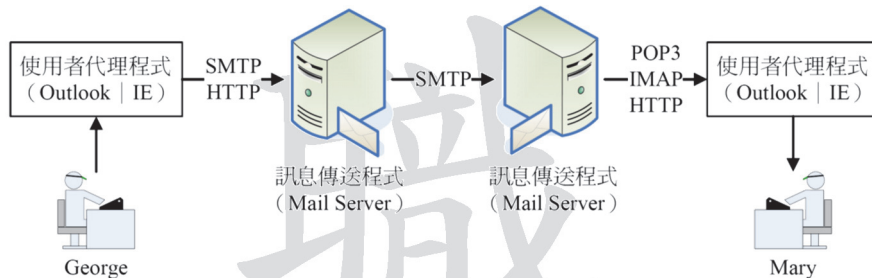 使用者代理程式
（Outlook｜IE）
SMTP
HTTP
SMTP
POP3
IMAP
HTTP
使用者代理程式
（Outlook｜IE）
訊息傳送程式
（Mail Server）
訊息傳送程式
（Mail Server）
George
Mary
職